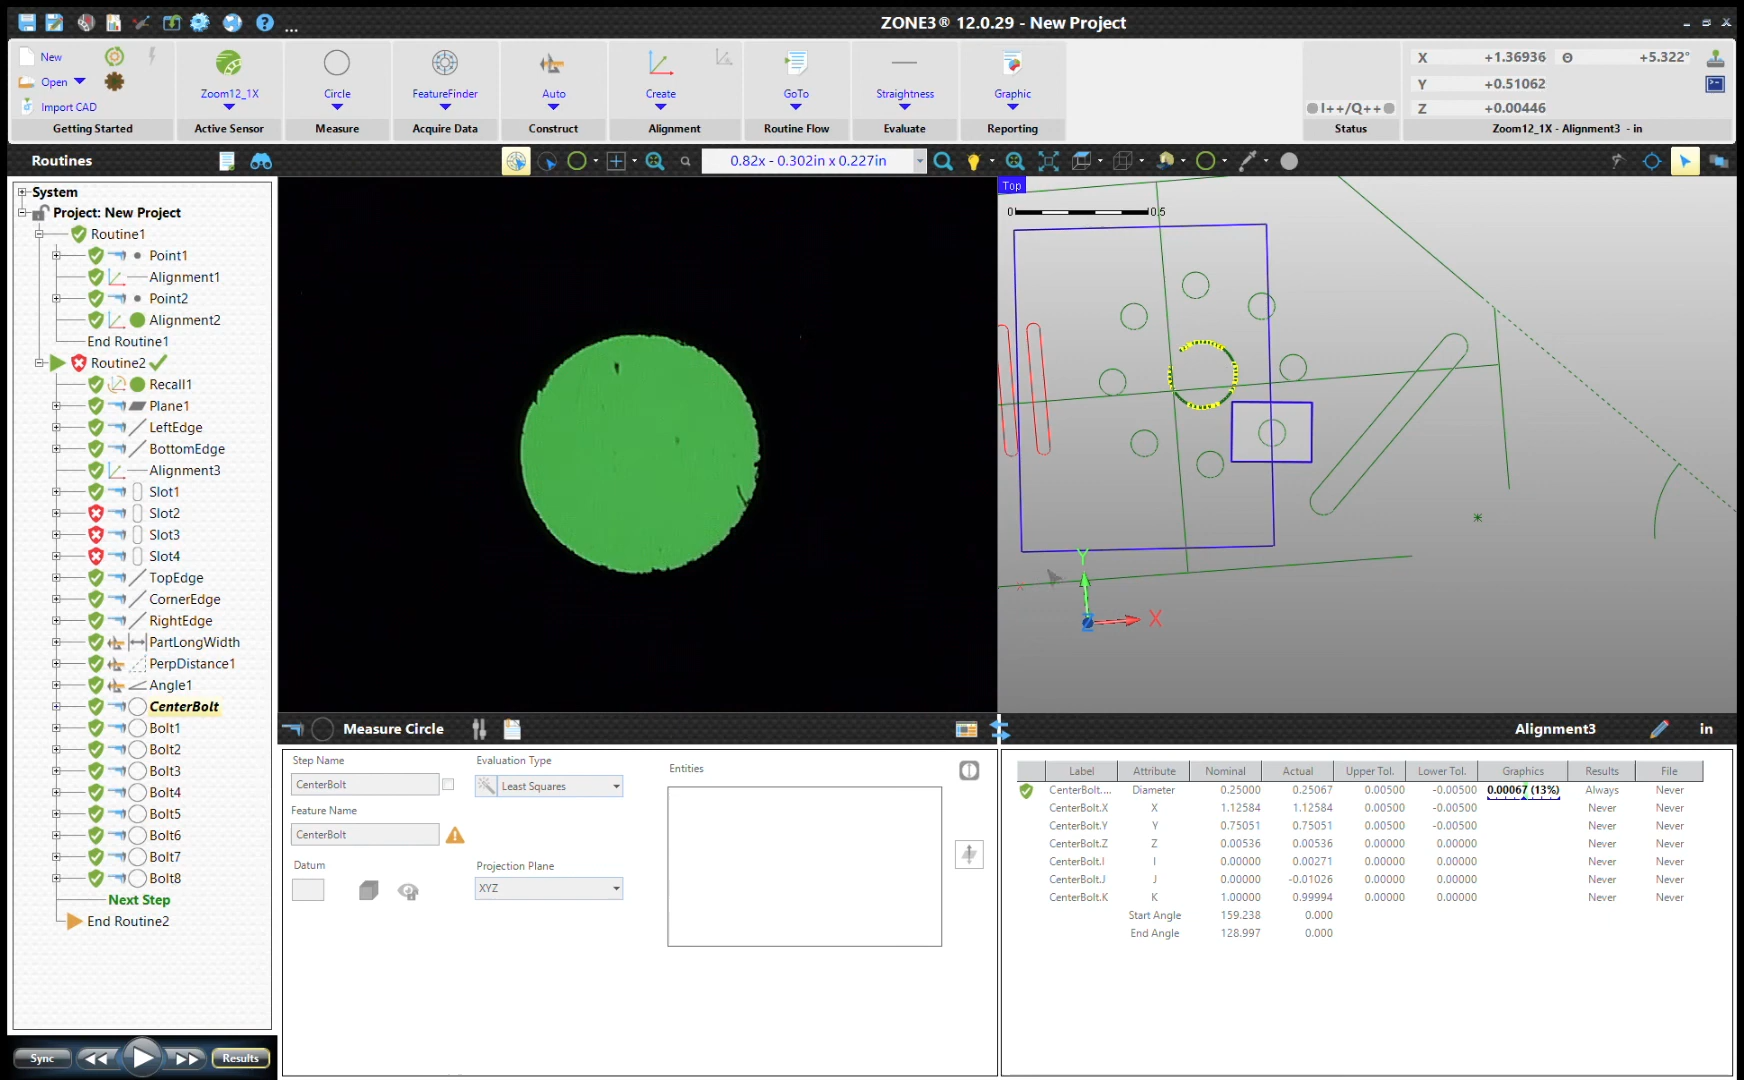 ZONE3® 12.0.29 - New Project
...
New
Open
Import CAD
Getting Started
Zoom12_1X
Active Sensor
Circle
Measure
FeatureFinder
Acquire Data
Auto
Construct
Create
Alignment
GoTo
Routine Flow
Straightness
Evaluate
Graphic
Reporting
I++/Q++
Status
X +1.36936 Θ +5.322°
Y +0.51062
Z +0.00446
Zoom12_1X - Alignment3 - in
Routines
0.82x - 0.302in x 0.227in
System
Project: New Project
Routine1
Point1
Alignment1
Point2
Alignment2
End Routine1
Routine2
Recall1
Plane1
LeftEdge
BottomEdge
Alignment3
Slot1
Slot2
Slot3
Slot4
TopEdge
CornerEdge
RightEdge
PartLongWidth
PerpDistance1
Angle1
CenterBolt
Bolt1
Bolt2
Bolt3
Bolt4
Bolt5
Bolt6
Bolt7
Bolt8
Next Step
End Routine2
Sync
Results
Top
0 0.5
Y
X
Z
Measure Circle
Step Name
CenterBolt
Feature Name
CenterBolt
Datum
Evaluation Type
Least Squares
Projection Plane
XYZ
Entities
Alignment3 in
Label Attribute Nominal Actual Upper Tol. Lower Tol. Graphics Results File
CenterBolt.... Diameter 0.25000 0.25067 0.00500 -0.00500 0.00067 (13%) Always Never
CenterBolt.X X 1.12584 1.12584 0.00500 -0.00500 Never Never
CenterBolt.Y Y 0.75051 0.75051 0.00500 -0.00500 Never Never
CenterBolt.Z Z 0.00536 0.00536 0.00000 0.00000 Never Never
CenterBolt.I I 0.00000 0.00271 0.00000 0.00000 Never Never
CenterBolt.J J 0.00000 -0.01026 0.00000 0.00000 Never Never
CenterBolt.K K 1.00000 0.99994 0.00000 0.00000 Never Never
Start Angle 159.238 0.000
End Angle 128.997 0.000